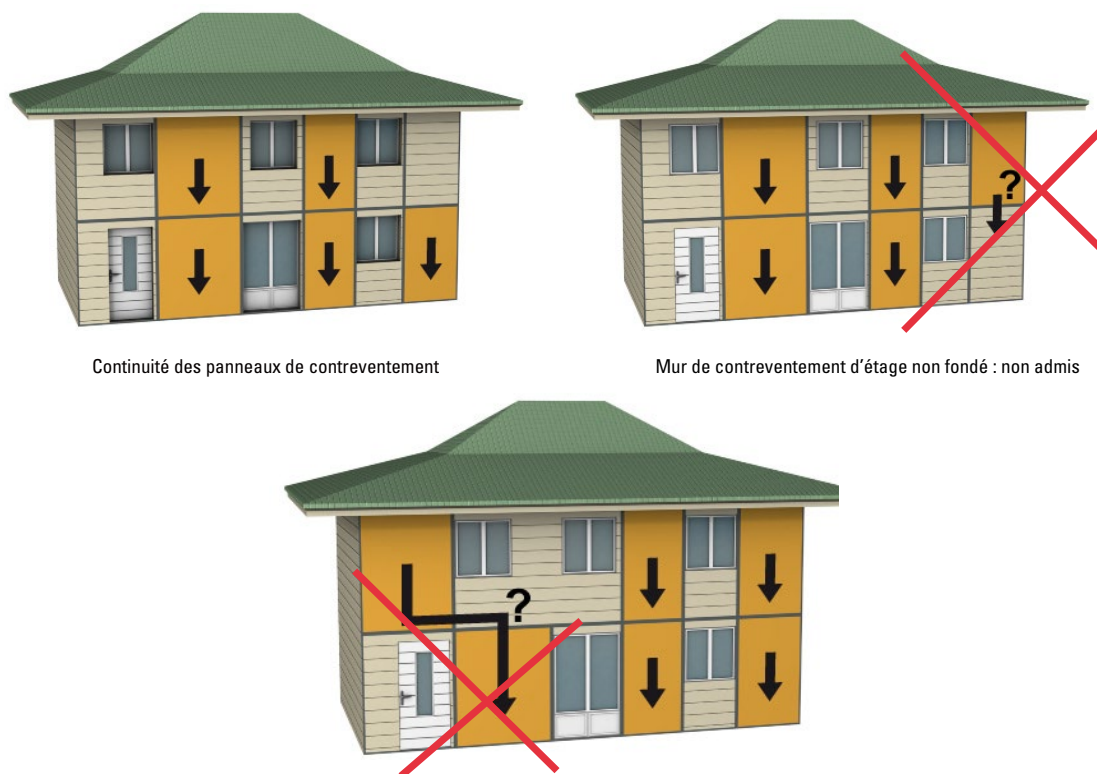 ?
Continuité des panneaux de contreventement
Mur de contreventement d’étage non fondé : non admis
?